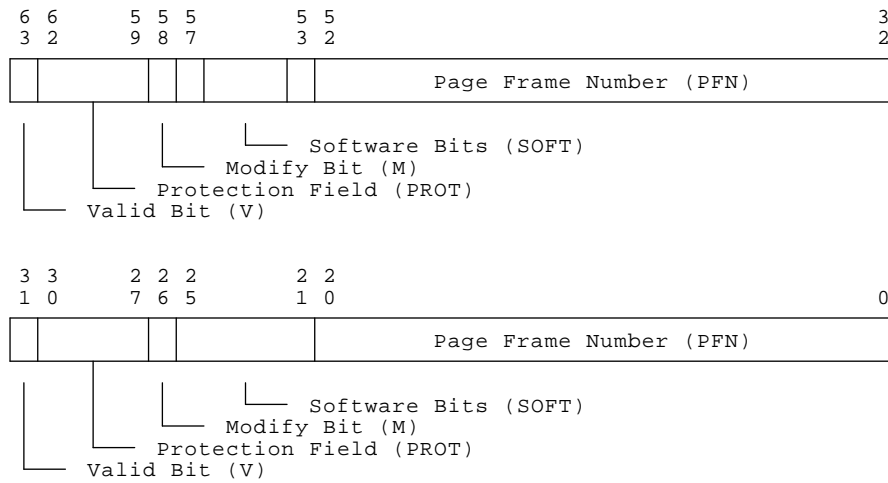 6 6 5 5 5 5 5 3
3 2 9 8 7 3 2 2
Page Frame Number (PFN)
Software Bits (SOFT)
Modify Bit (M)
Protection Field (PROT)
Valid Bit (V)
3 3 2 2 2 2 2
1 0 7 6 5 1 0 0
Page Frame Number (PFN)
Software Bits (SOFT)
Modify Bit (M)
Protection Field (PROT)
Valid Bit (V)